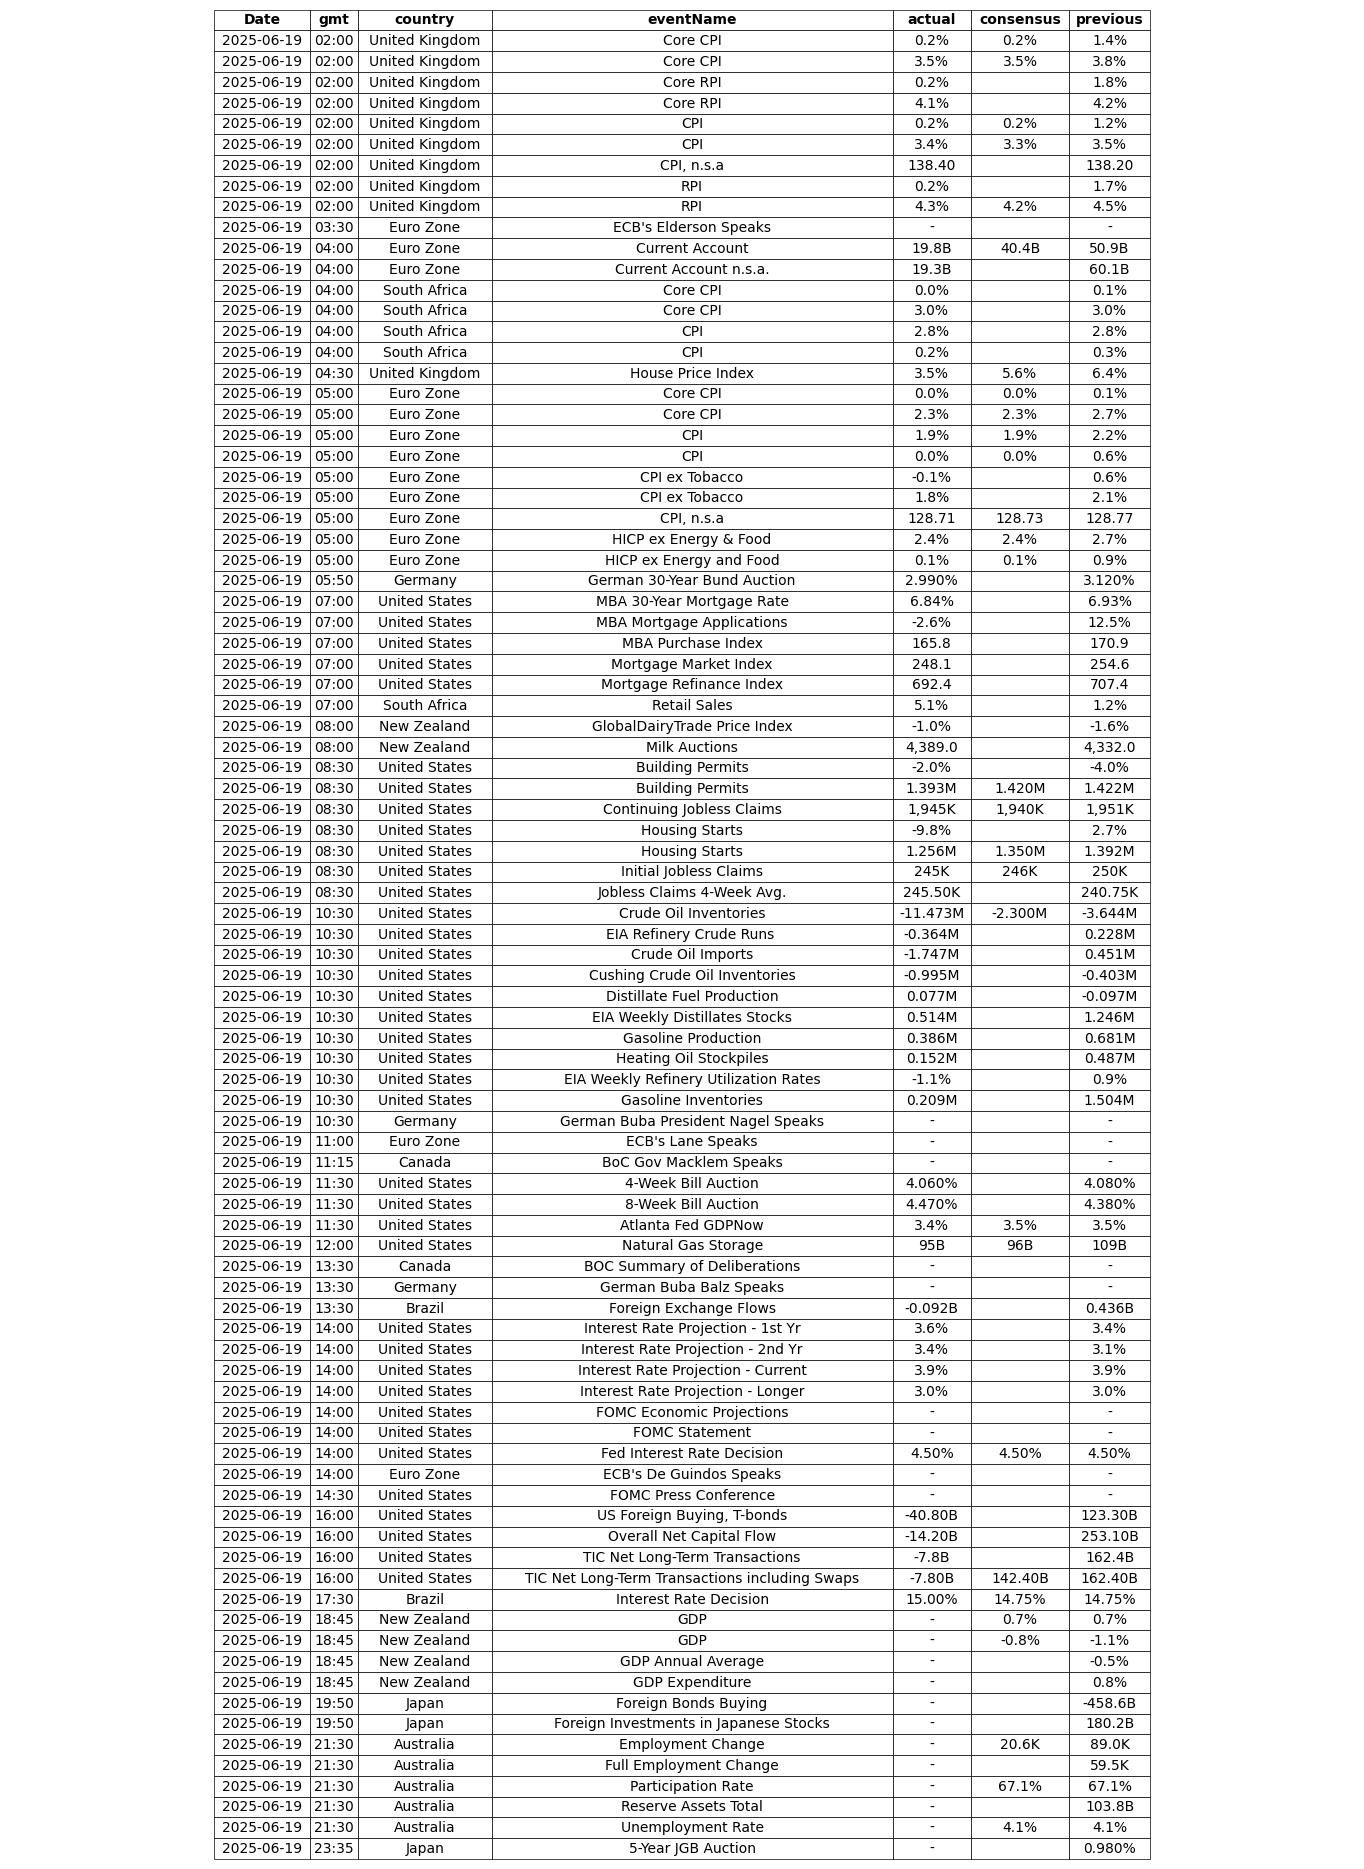 Date gmt country eventName actual consensus previous
2025-06-19 02:00 United Kingdom Core CPI 0.2% 0.2% 1.4%
2025-06-19 02:00 United Kingdom Core CPI 3.5% 3.5% 3.8%
2025-06-19 02:00 United Kingdom Core RPI 0.2% 1.8%
2025-06-19 02:00 United Kingdom Core RPI 4.1% 4.2%
2025-06-19 02:00 United Kingdom CPI 0.2% 0.2% 1.2%
2025-06-19 02:00 United Kingdom CPI 3.4% 3.3% 3.5%
2025-06-19 02:00 United Kingdom CPI, n.s.a 138.40 138.20
2025-06-19 02:00 United Kingdom RPI 0.2% 1.7%
2025-06-19 02:00 United Kingdom RPI 4.3% 4.2% 4.5%
2025-06-19 03:30 Euro Zone ECB's Elderson Speaks - -
2025-06-19 04:00 Euro Zone Current Account 19.8B 40.4B 50.9B
2025-06-19 04:00 Euro Zone Current Account n.s.a. 19.3B 60.1B
2025-06-19 04:00 South Africa Core CPI 0.0% 0.1%
2025-06-19 04:00 South Africa Core CPI 3.0% 3.0%
2025-06-19 04:00 South Africa CPI 2.8% 2.8%
2025-06-19 04:00 South Africa CPI 0.2% 0.3%
2025-06-19 04:30 United Kingdom House Price Index 3.5% 5.6% 6.4%
2025-06-19 05:00 Euro Zone Core CPI 0.0% 0.0% 0.1%
2025-06-19 05:00 Euro Zone Core CPI 2.3% 2.3% 2.7%
2025-06-19 05:00 Euro Zone CPI 1.9% 1.9% 2.2%
2025-06-19 05:00 Euro Zone CPI 0.0% 0.0% 0.6%
2025-06-19 05:00 Euro Zone CPI ex Tobacco -0.1% 0.6%
2025-06-19 05:00 Euro Zone CPI ex Tobacco 1.8% 2.1%
2025-06-19 05:00 Euro Zone CPI, n.s.a 128.71 128.73 128.77
2025-06-19 05:00 Euro Zone HICP ex Energy & Food 2.4% 2.4% 2.7%
2025-06-19 05:00 Euro Zone HICP ex Energy and Food 0.1% 0.1% 0.9%
2025-06-19 05:50 Germany German 30-Year Bund Auction 2.990% 3.120%
2025-06-19 07:00 United States MBA 30-Year Mortgage Rate 6.84% 6.93%
2025-06-19 07:00 United States MBA Mortgage Applications -2.6% 12.5%
2025-06-19 07:00 United States MBA Purchase Index 165.8 170.9
2025-06-19 07:00 United States Mortgage Market Index 248.1 254.6
2025-06-19 07:00 United States Mortgage Refinance Index 692.4 707.4
2025-06-19 07:00 South Africa Retail Sales 5.1% 1.2%
2025-06-19 08:00 New Zealand GlobalDairyTrade Price Index -1.0% -1.6%
2025-06-19 08:00 New Zealand Milk Auctions 4,389.0 4,332.0
2025-06-19 08:30 United States Building Permits -2.0% -4.0%
2025-06-19 08:30 United States Building Permits 1.393M 1.420M 1.422M
2025-06-19 08:30 United States Continuing Jobless Claims 1,945K 1,940K 1,951K
2025-06-19 08:30 United States Housing Starts -9.8% 2.7%
2025-06-19 08:30 United States Housing Starts 1.256M 1.350M 1.392M
2025-06-19 08:30 United States Initial Jobless Claims 245K 246K 250K
2025-06-19 08:30 United States Jobless Claims 4-Week Avg. 245.50K 240.75K
2025-06-19 10:30 United States Crude Oil Inventories -11.473M -2.300M -3.644M
2025-06-19 10:30 United States EIA Refinery Crude Runs -0.364M 0.228M
2025-06-19 10:30 United States Crude Oil Imports -1.747M 0.451M
2025-06-19 10:30 United States Cushing Crude Oil Inventories -0.995M -0.403M
2025-06-19 10:30 United States Distillate Fuel Production 0.077M -0.097M
2025-06-19 10:30 United States EIA Weekly Distillates Stocks 0.514M 1.246M
2025-06-19 10:30 United States Gasoline Production 0.386M 0.681M
2025-06-19 10:30 United States Heating Oil Stockpiles 0.152M 0.487M
2025-06-19 10:30 United States EIA Weekly Refinery Utilization Rates -1.1% 0.9%
2025-06-19 10:30 United States Gasoline Inventories 0.209M 1.504M
2025-06-19 10:30 Germany German Buba President Nagel Speaks - -
2025-06-19 11:00 Euro Zone ECB's Lane Speaks - -
2025-06-19 11:15 Canada BoC Gov Macklem Speaks - -
2025-06-19 11:30 United States 4-Week Bill Auction 4.060% 4.080%
2025-06-19 11:30 United States 8-Week Bill Auction 4.470% 4.380%
2025-06-19 11:30 United States Atlanta Fed GDPNow 3.4% 3.5% 3.5%
2025-06-19 12:00 United States Natural Gas Storage 95B 96B 109B
2025-06-19 13:30 Canada BOC Summary of Deliberations - -
2025-06-19 13:30 Germany German Buba Balz Speaks - -
2025-06-19 13:30 Brazil Foreign Exchange Flows -0.092B 0.436B
2025-06-19 14:00 United States Interest Rate Projection - 1st Yr 3.6% 3.4%
2025-06-19 14:00 United States Interest Rate Projection - 2nd Yr 3.4% 3.1%
2025-06-19 14:00 United States Interest Rate Projection - Current 3.9% 3.9%
2025-06-19 14:00 United States Interest Rate Projection - Longer 3.0% 3.0%
2025-06-19 14:00 United States FOMC Economic Projections - -
2025-06-19 14:00 United States FOMC Statement - -
2025-06-19 14:00 United States Fed Interest Rate Decision 4.50% 4.50% 4.50%
2025-06-19 14:00 Euro Zone ECB's De Guindos Speaks - -
2025-06-19 14:30 United States FOMC Press Conference - -
2025-06-19 16:00 United States US Foreign Buying, T-bonds -40.80B 123.30B
2025-06-19 16:00 United States Overall Net Capital Flow -14.20B 253.10B
2025-06-19 16:00 United States TIC Net Long-Term Transactions -7.8B 162.4B
2025-06-19 16:00 United States TIC Net Long-Term Transactions including Swaps -7.80B 142.40B 162.40B
2025-06-19 17:30 Brazil Interest Rate Decision 15.00% 14.75% 14.75%
2025-06-19 18:45 New Zealand GDP - 0.7% 0.7%
2025-06-19 18:45 New Zealand GDP - -0.8% -1.1%
2025-06-19 18:45 New Zealand GDP Annual Average - -0.5%
2025-06-19 18:45 New Zealand GDP Expenditure - 0.8%
2025-06-19 19:50 Japan Foreign Bonds Buying - -458.6B
2025-06-19 19:50 Japan Foreign Investments in Japanese Stocks - 180.2B
2025-06-19 21:30 Australia Employment Change - 20.6K 89.0K
2025-06-19 21:30 Australia Full Employment Change - 59.5K
2025-06-19 21:30 Australia Participation Rate - 67.1% 67.1%
2025-06-19 21:30 Australia Reserve Assets Total - 103.8B
2025-06-19 21:30 Australia Unemployment Rate - 4.1% 4.1%
2025-06-19 23:35 Japan 5-Year JGB Auction - 0.980%